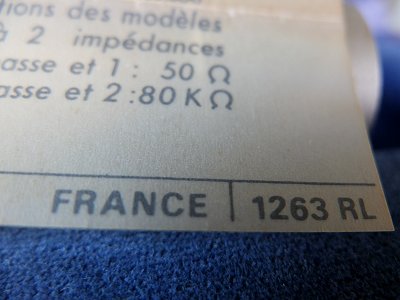 tions des modèles
à 2 impédances
asse et 1 : 50 Ω
asse et 2 : 80 K Ω
FRANCE | 1263 RL